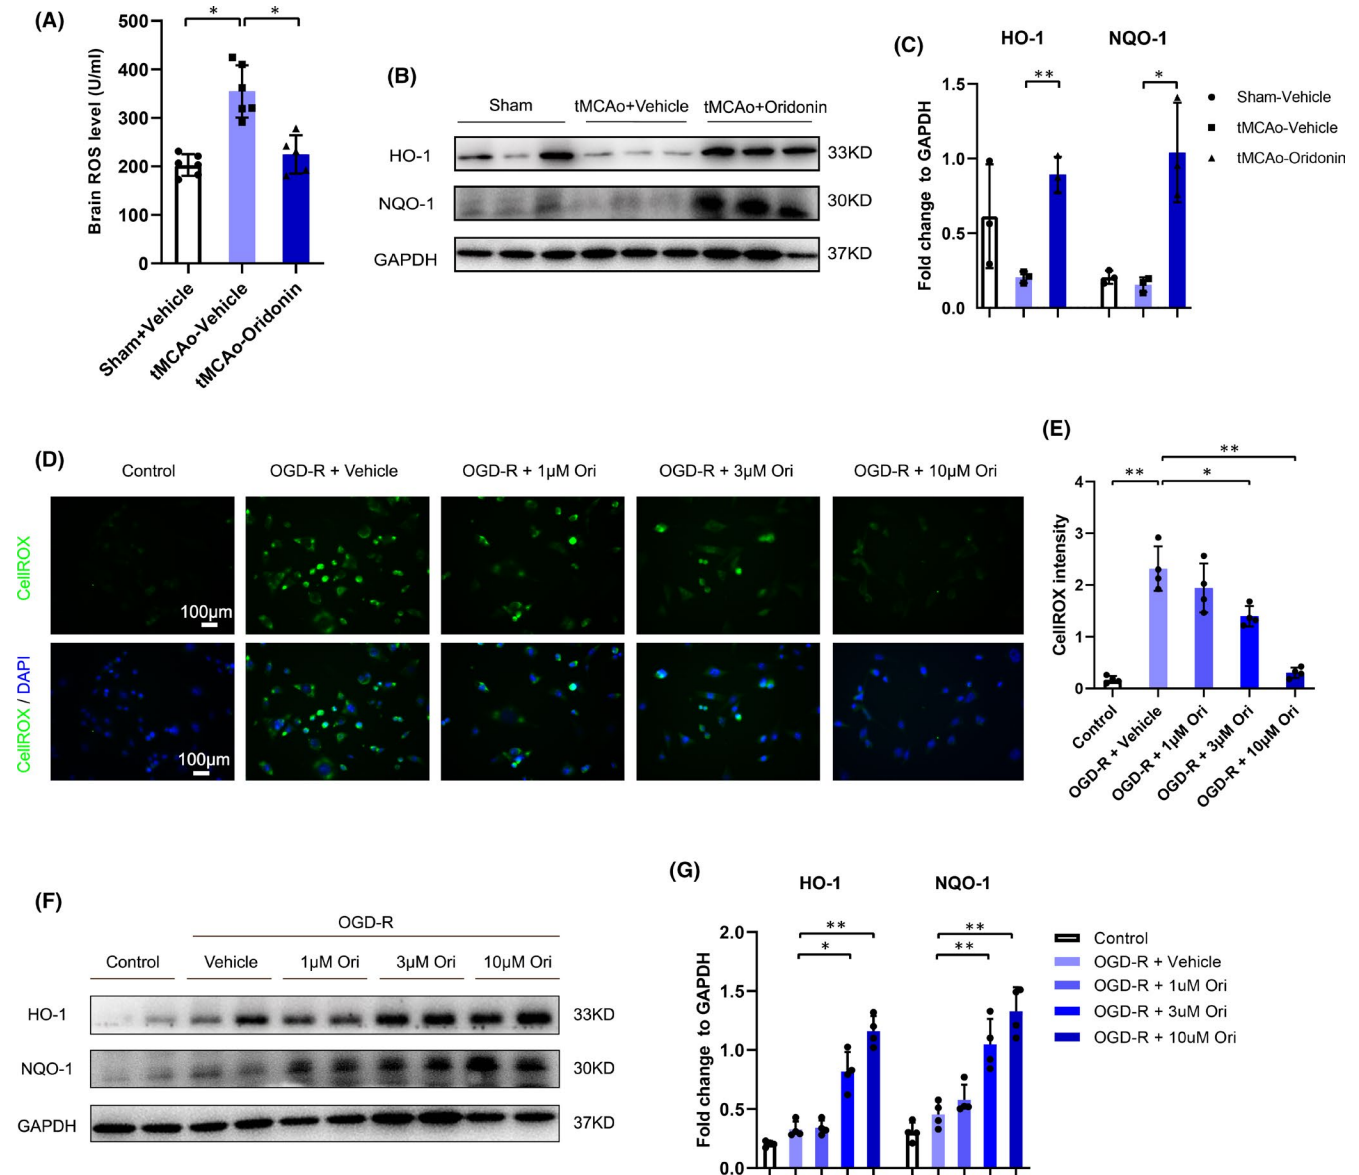 (A)
500
400
300
200
100
0
Brain ROS level (U/ml)
* *
Sham+Vehicle
tMCAo-Vehicle
tMCAo-Oridonin
(B)
Sham tMCAo+Vehicle tMCAo+Oridonin
HO-1 33KD
NQO-1 30KD
GAPDH 37KD
(C)
HO-1 NQO-1
** *
1.5
1.0
0.5
0.0
Fold change to GAPDH
Sham-Vehicle
tMCAo-Vehicle
tMCAo-Oridonin
(D)
Control OGD-R + Vehicle OGD-R + 1μM Ori OGD-R + 3μM Ori OGD-R + 10μM Ori
CellROX
100μm
CellROX / DAPI
100μm
(E)
**
** *
4
3
2
1
0
CellROX intensity
Control
OGD-R + Vehicle
OGD-R + 1μM Ori
OGD-R + 3μM Ori
OGD-R + 10μM Ori
(F)
OGD-R
Control Vehicle 1μM Ori 3μM Ori 10μM Ori
HO-1 33KD
NQO-1 30KD
GAPDH 37KD
(G)
HO-1 NQO-1
** **
* **
2.0
1.5
1.0
0.5
0.0
Fold change to GAPDH
Control
OGD-R + Vehicle
OGD-R + 1uM Ori
OGD-R + 3uM Ori
OGD-R + 10uM Ori